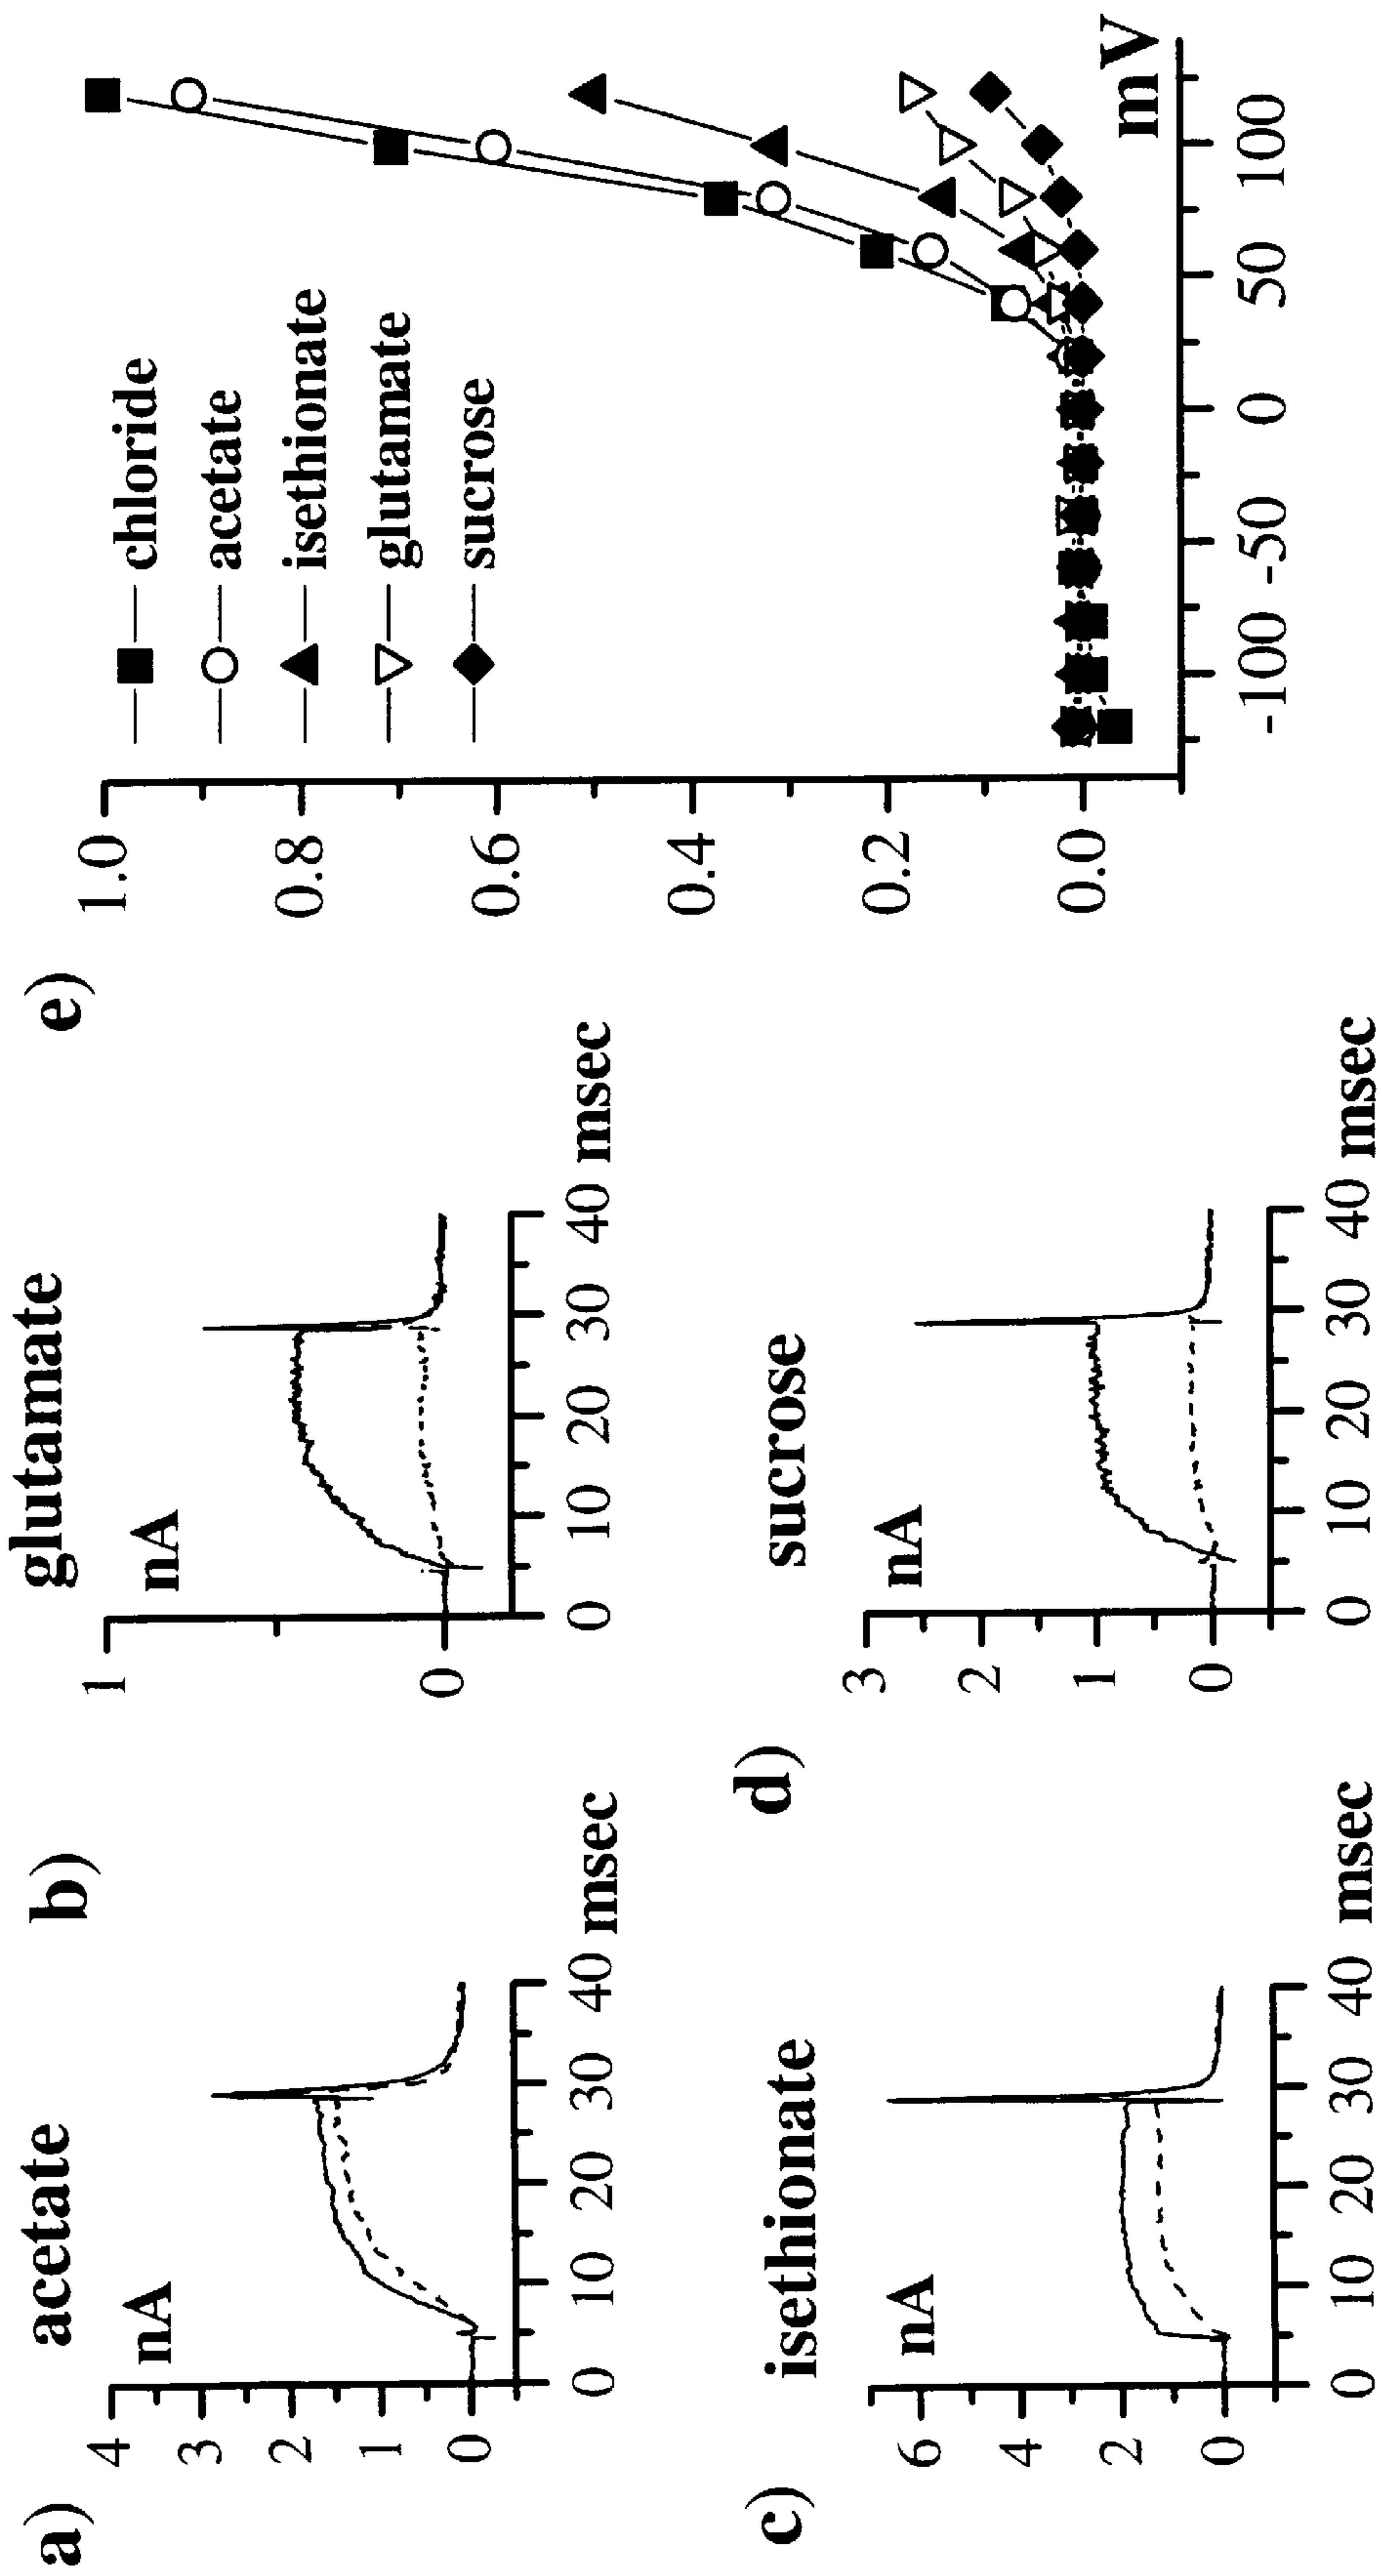 a)
acetate
nA
4
3
2
1
0
0 10 20 30 40 msec
b)
glutamate
nA
1
0
0 10 20 30 40 msec
c)
isethionate
nA
6
4
2
0
0 10 20 30 40 msec
d)
sucrose
nA
3
2
1
0
0 10 20 30 40 msec
e)
chloride
acetate
isethionate
glutamate
sucrose
1.0
0.8
0.6
0.4
0.2
0.0
mV
-100 -50 0 50 100